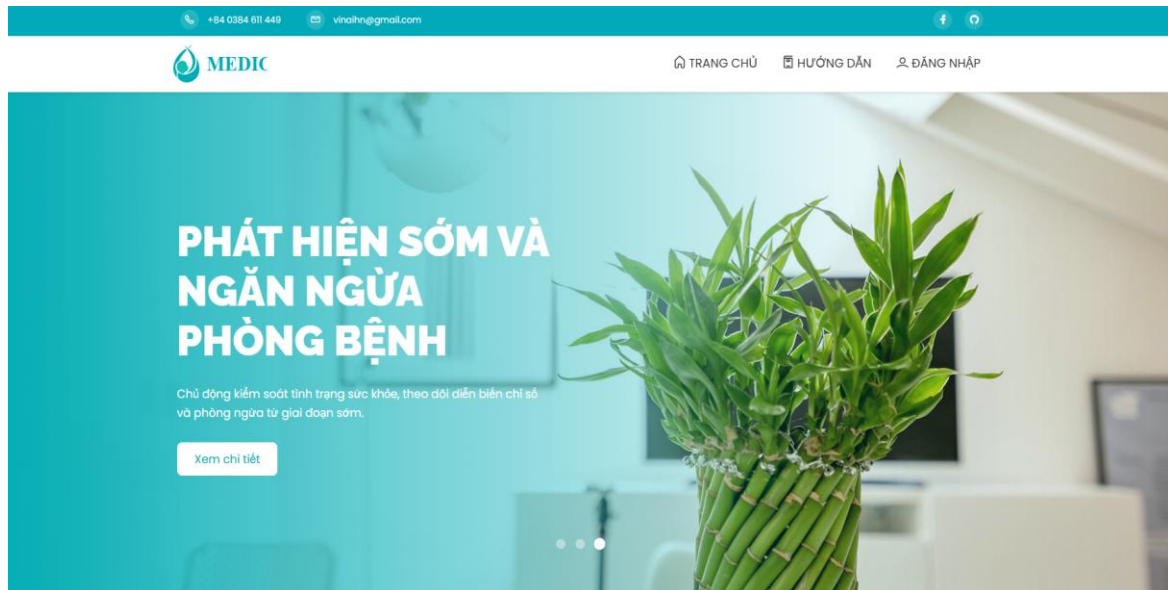 +84 0384 611 449 vinaihn@gmail.com
MEDIC TRANG CHỦ HƯỚNG DẪN ĐĂNG NHẬP
PHÁT HIỆN SỚM VÀ
NGĂN NGỪA
PHÒNG BỆNH
Chủ động kiểm soát tình trạng sức khỏe, theo dõi diễn biến chỉ số
và phòng ngừa từ giai đoạn sớm.
Xem chi tiết